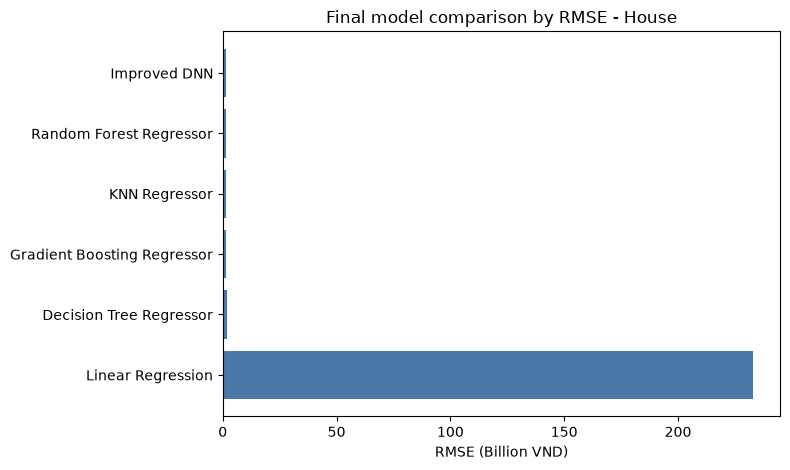 Final model comparison by RMSE - House
Improved DNN
Random Forest Regressor
KNN Regressor
Gradient Boosting Regressor
Decision Tree Regressor
Linear Regression
0 50 100 150 200
RMSE (Billion VND)